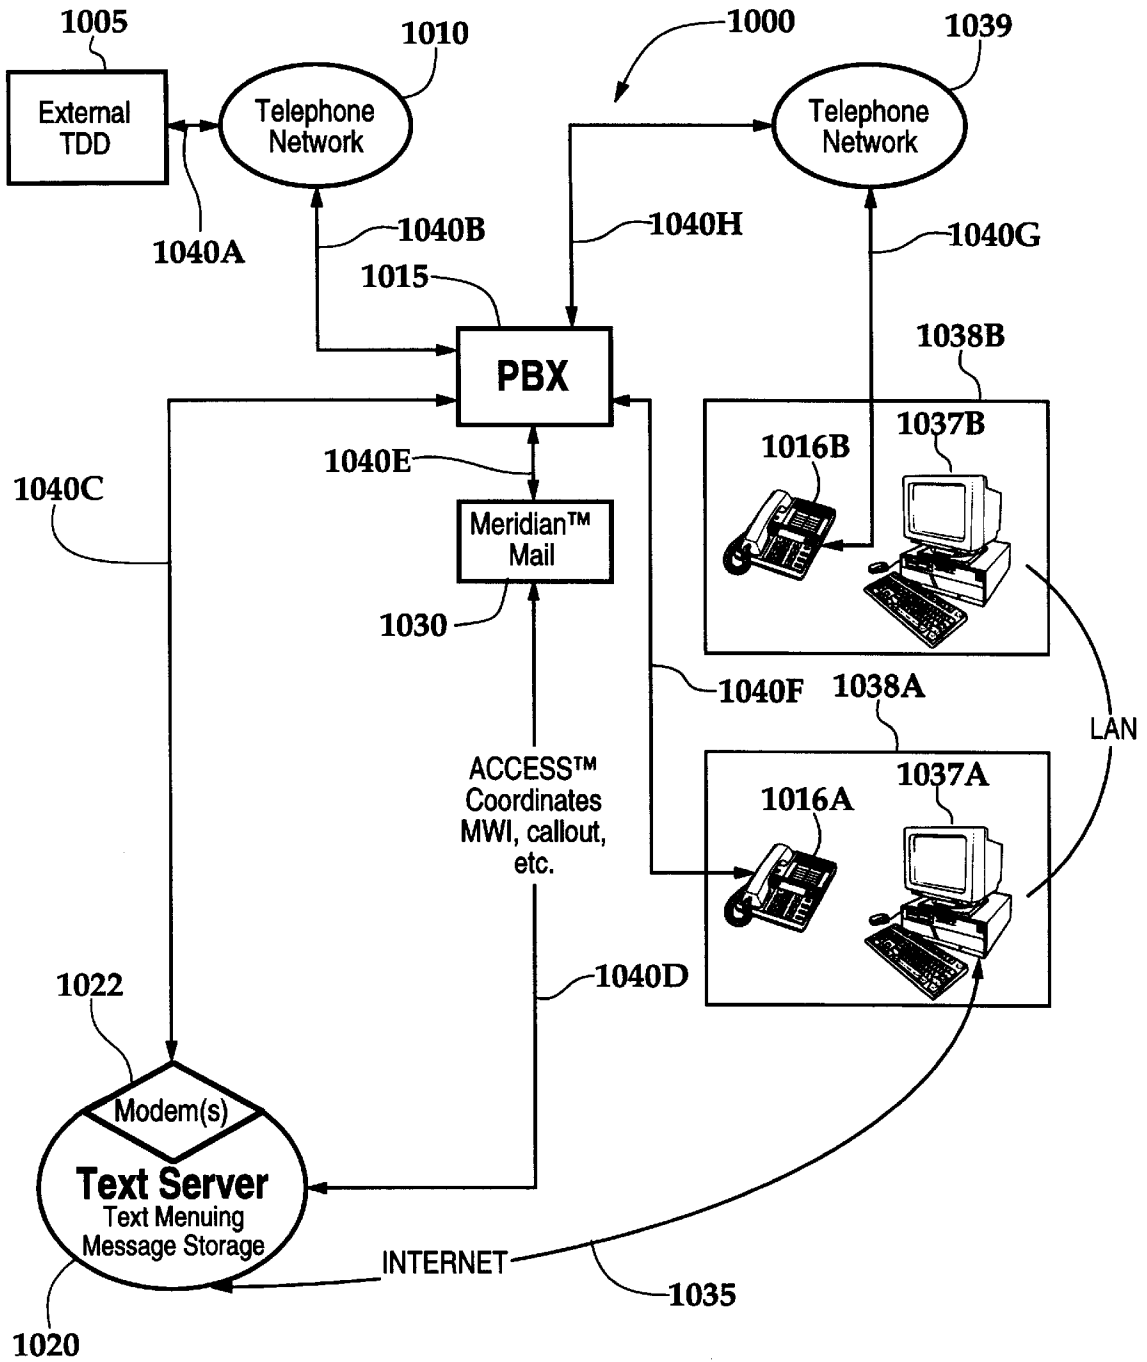 1005
1010
1000
1039
External
TDD
Telephone
Network
Telephone
Network
1040A
1040B
1040H
1040G
1015
PBX
1038B
1037B
1016B
1040E
1040C
Meridian™
Mail
1030
1040F
1038A
LAN
1037A
1016A
ACCESS™
Coordinates
MWI, callout,
etc.
1040D
1022
Modem(s)
Text Server
Text Menuing
Message Storage
INTERNET
1035
1020